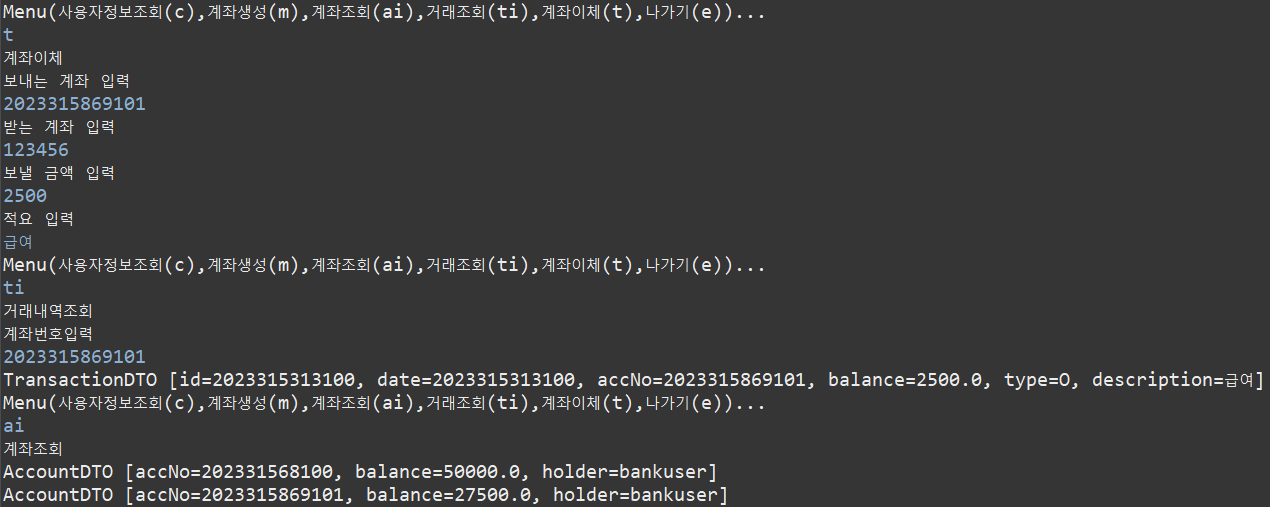 Menu(사용자정보조회(c),계좌생성(m),계좌조회(ai),거래조회(ti),계좌이체(t),나가기(e))...
t
계좌이체
보내는 계좌 입력
2023315869101
받는 계좌 입력
123456
보낼 금액 입력
2500
적요 입력
급여
Menu(사용자정보조회(c),계좌생성(m),계좌조회(ai),거래조회(ti),계좌이체(t),나가기(e))...
ti
거래내역조회
계좌번호입력
2023315869101
TransactionDTO [id=2023315313100, date=2023315313100, accNo=2023315869101, balance=2500.0, type=O, description=급여]
Menu(사용자정보조회(c),계좌생성(m),계좌조회(ai),거래조회(ti),계좌이체(t),나가기(e))...
ai
계좌조회
AccountDTO [accNo=202331568100, balance=50000.0, holder=bankuser]
AccountDTO [accNo=2023315869101, balance=27500.0, holder=bankuser]